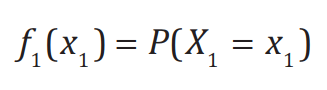 f₁(x₁) = P(X₁ = x₁)